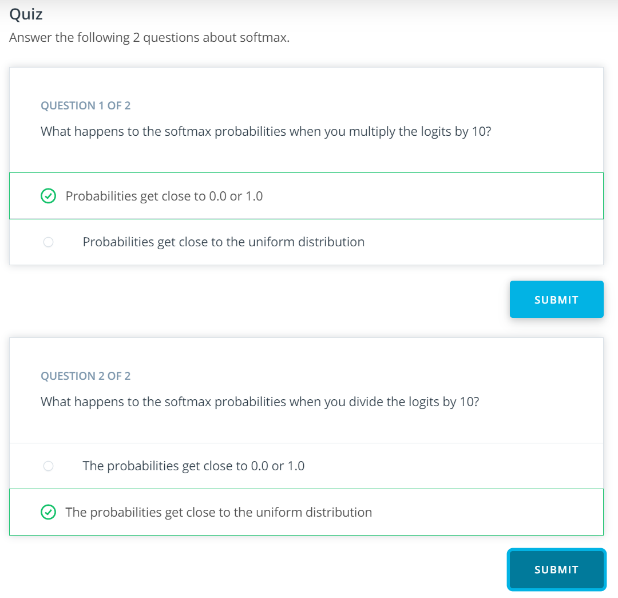 Quiz
Answer the following 2 questions about softmax.
QUESTION 1 OF 2
What happens to the softmax probabilities when you multiply the logits by 10?
Probabilities get close to 0.0 or 1.0
Probabilities get close to the uniform distribution
SUBMIT
QUESTION 2 OF 2
What happens to the softmax probabilities when you divide the logits by 10?
The probabilities get close to 0.0 or 1.0
The probabilities get close to the uniform distribution
SUBMIT